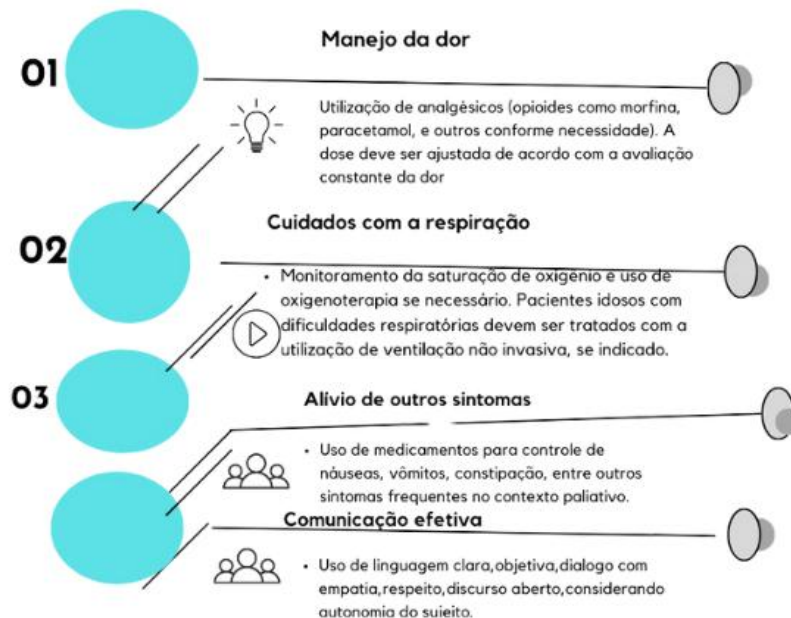 01
Manejo da dor
Utilização de analgésicos (opioides como morfina,
paracetamol, e outros conforme necessidade). A
dose deve ser ajustada de acordo com a avaliação
constante da dor
02
Cuidados com a respiração
• Monitoramento da saturação de oxigênio e uso de
oxigenoterapia se necessário. Pacientes idosos com
dificuldades respiratórias devem ser tratados com a
utilização de ventilação não invasiva, se indicado.
03
Alívio de outros sintomas
• Uso de medicamentos para controle de
náuseas, vômitos, constipação, entre outros
sintomas frequentes no contexto paliativo.
Comunicação efetiva
• Uso de linguagem clara,objetiva,dialogo com
empatia,respeito,discurso aberto,considerando
autonomia do sujeito.